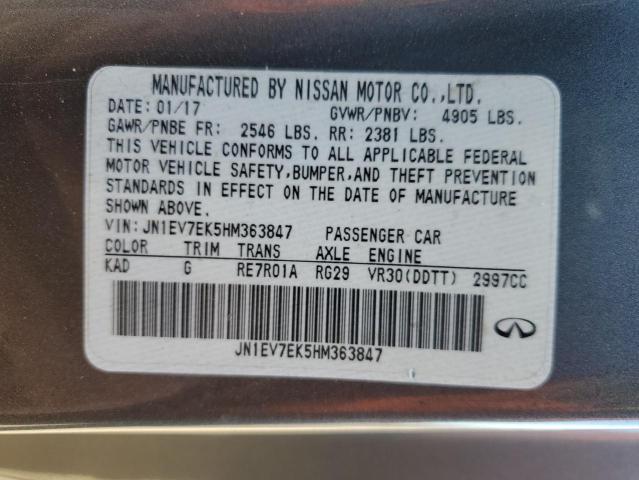 MANUFACTURED BY NISSAN MOTOR CO.,LTD.
DATE: 01/17 GVWR/PNBV: 4905 LBS.
GAWR/PNBE FR: 2546 LBS. RR: 2381 LBS.
THIS VEHICLE CONFORMS TO ALL APPLICABLE FEDERAL
MOTOR VEHICLE SAFETY,BUMPER,AND THEFT PREVENTION
STANDARDS IN EFFECT ON THE DATE OF MANUFACTURE
SHOWN ABOVE.
VIN: JN1EV7EK5HM363847 PASSENGER CAR
COLOR TRIM TRANS AXLE ENGINE
KAD G RE7R01A RG29 VR30(DDTT) 2997CC
JN1EV7EK5HM363847